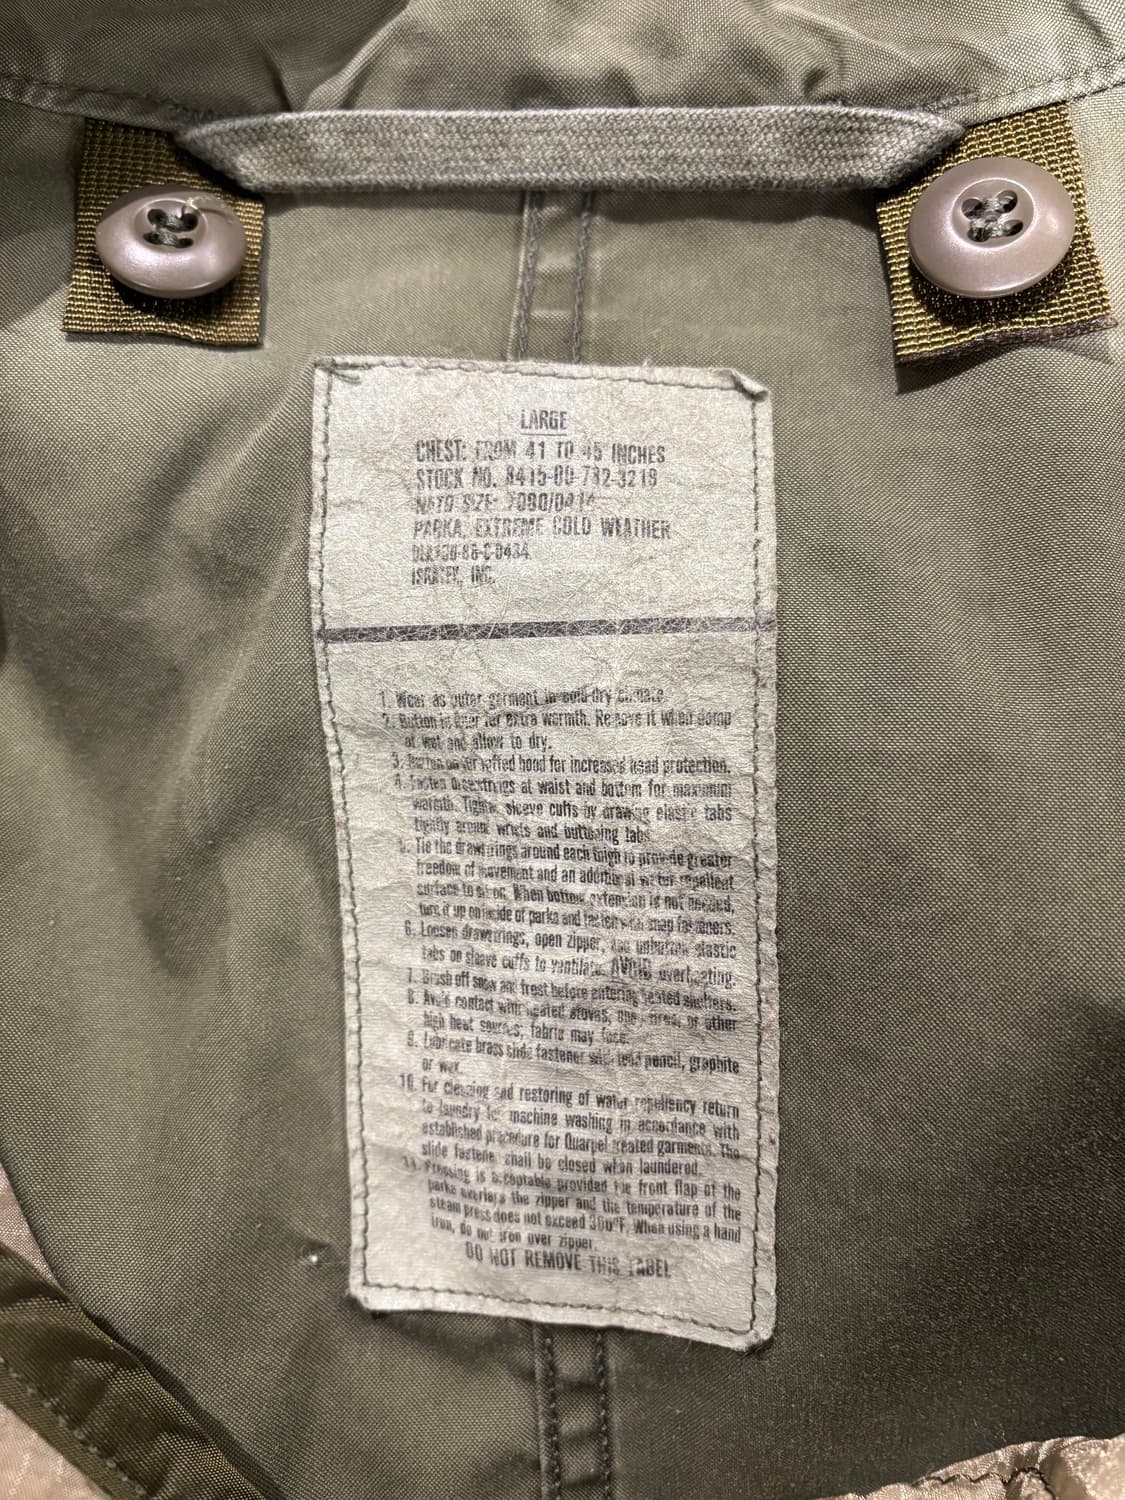 LARGE
CHEST: FROM 41 TO 45 INCHES
STOCK NO. 8415-00-782-3218
NATO SIZE:
PARKA, EXTREME COLD WEATHER
ISRATEX, INC.
1. Wear as outer garment in cold-dry climate.
2. Button in liner for extra warmth. Remove it when damp
or wet and allow to dry.
3. Button on fur ruffed hood for increased head protection.
4. Fasten drawstrings at waist and bottom for maximum
warmth. Tighten sleeve cuffs by drawing elastic tabs
tightly around wrists and buttoning tabs.
5. Tie the drawstrings around each thigh to provide greater
freedom of movement and an additional water repellent
surface to sit on. When bottom extension is not needed,
turn it up on inside of parka and fasten with snap fasteners.
6. Loosen drawstrings, open zipper, and unbutton elastic
tabs on sleeve cuffs to ventilate. AVOID overheating.
7. Brush off snow and frost before entering heated shelters.
8. Avoid contact with heated stoves, open fires, or other
high heat sources; fabric may fuse.
9. Lubricate brass slide fastener with lead pencil, graphite
or wax.
10. For cleaning and restoring of water repellency return
to laundry for machine washing in accordance with
established procedure for Quarpel treated garments. The
slide fastener shall be closed when laundered.
11. Pressing is acceptable provided the front flap of the
parka overlaps the zipper and the temperature of the
steam press does not exceed 300°F. When using a hand
iron, do not iron over zipper.
DO NOT REMOVE THIS LABEL